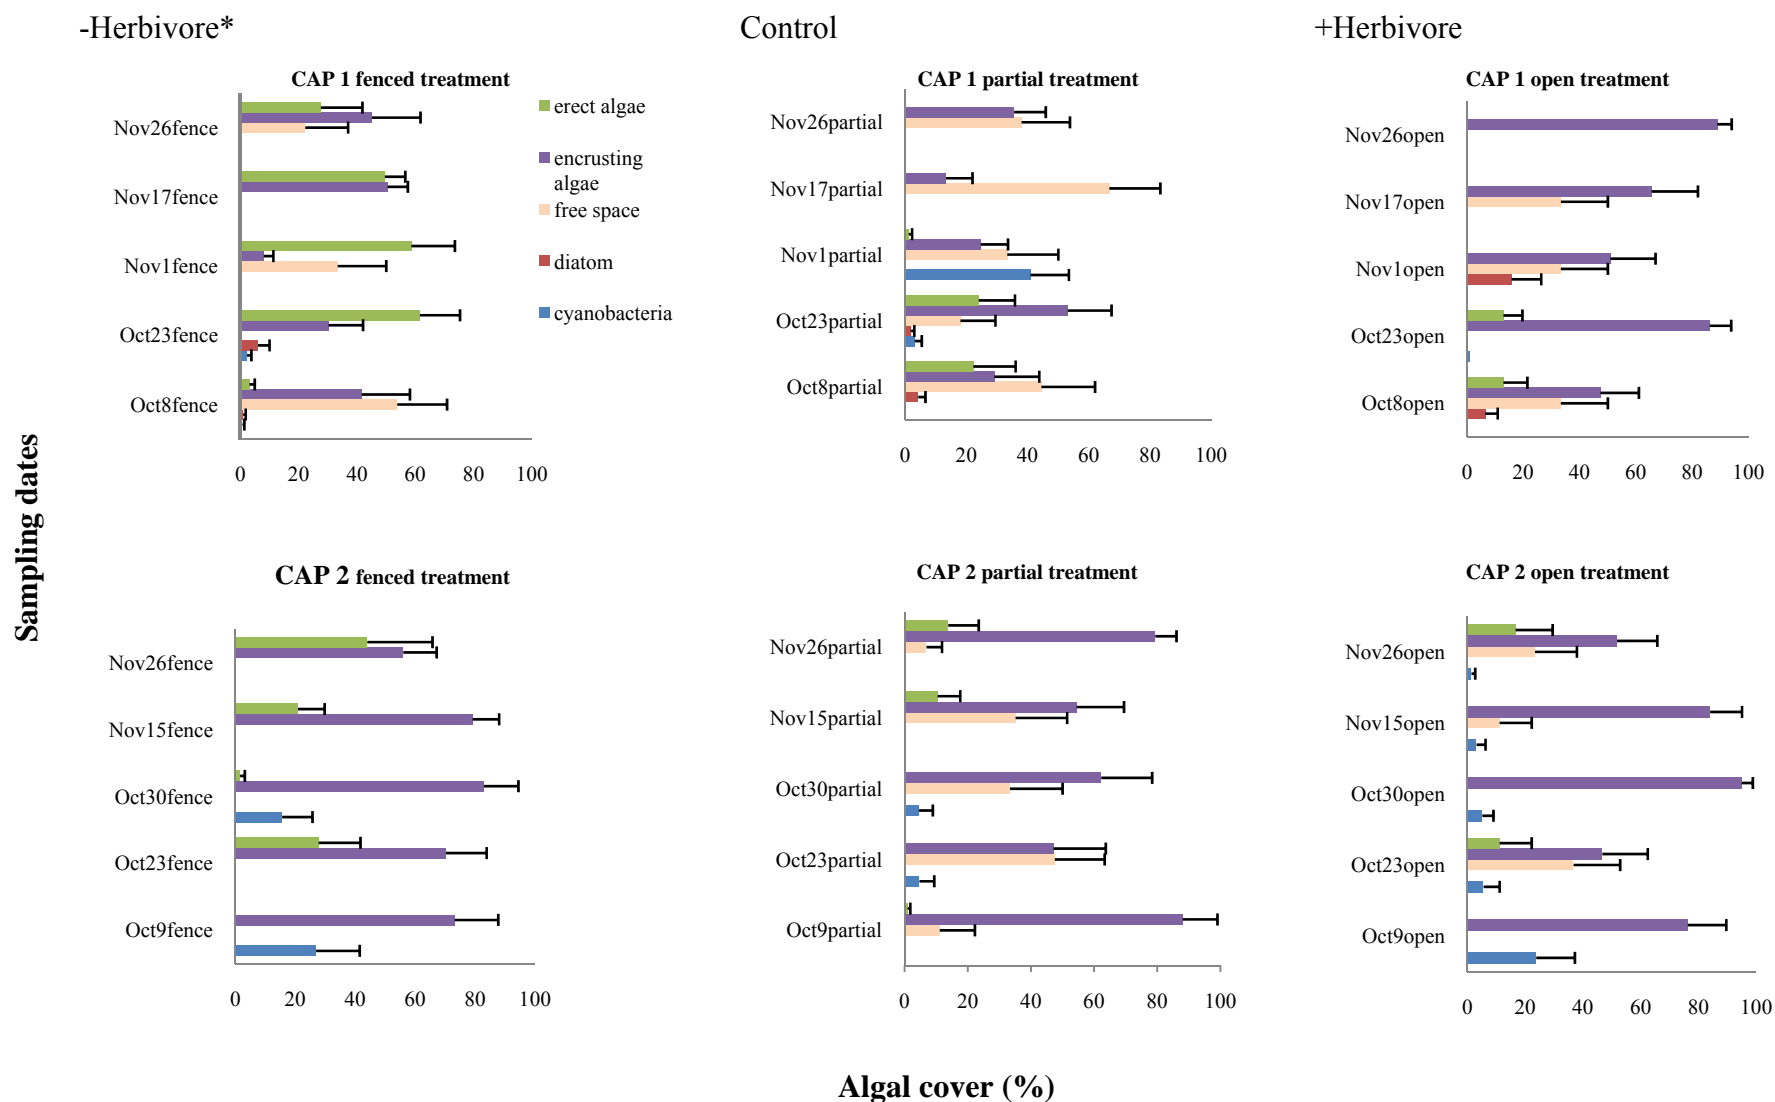 -Herbivore*
Control
+Herbivore
CAP 1 fenced treatment
erect algae
encrusting
algae
free space
diatom
cyanobacteria
Nov26fence
Nov17fence
Nov1fence
Oct23fence
Oct8fence
0 20 40 60 80 100
CAP 1 partial treatment
Nov26partial
Nov17partial
Nov1partial
Oct23partial
Oct8partial
0 20 40 60 80 100
CAP 1 open treatment
Nov26open
Nov17open
Nov1open
Oct23open
Oct8open
0 20 40 60 80 100
Sampling dates
CAP 2 fenced treatment
Nov26fence
Nov15fence
Oct30fence
Oct23fence
Oct9fence
0 20 40 60 80 100
CAP 2 partial treatment
Nov26partial
Nov15partial
Oct30partial
Oct23partial
Oct9partial
0 20 40 60 80 100
CAP 2 open treatment
Nov26open
Nov15open
Oct30open
Oct23open
Oct9open
0 20 40 60 80 100
Algal cover (%)